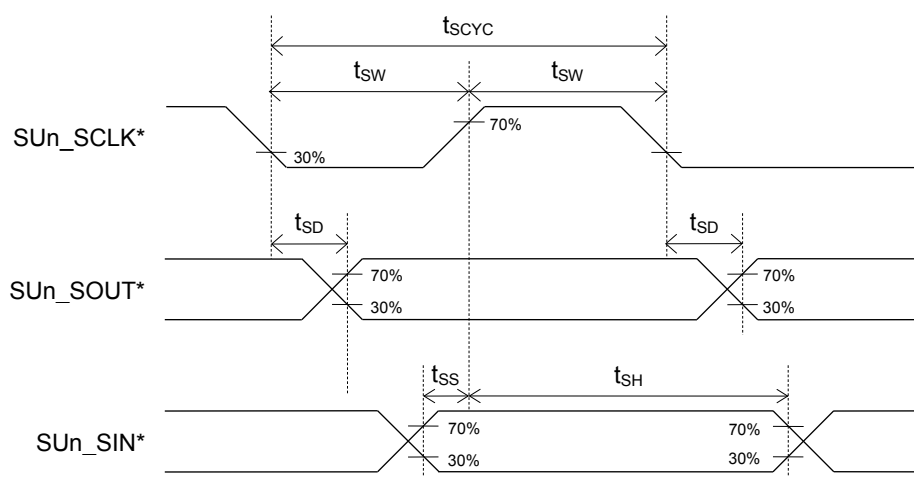 tSCYC
tSW tSW
SUn_SCLK* 30% 70%
tSD tSD
SUn_SOUT* 70% 70%
30% 30%
tSS tSH
SUn_SIN* 70% 70%
30% 30%